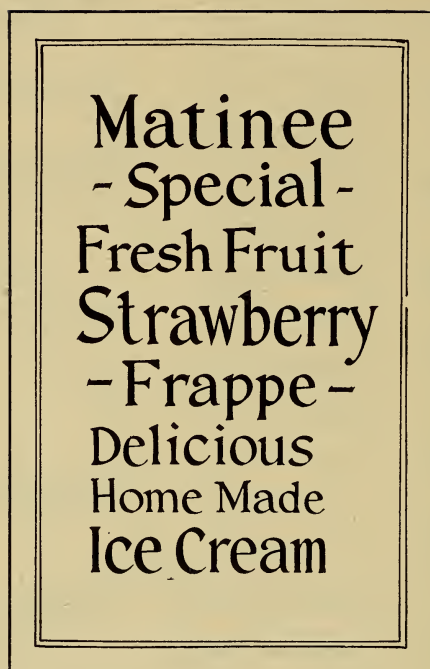 Matinee
- Special -
Fresh Fruit
Strawberry
- Frappe -
Delicious
Home Made
Ice Cream